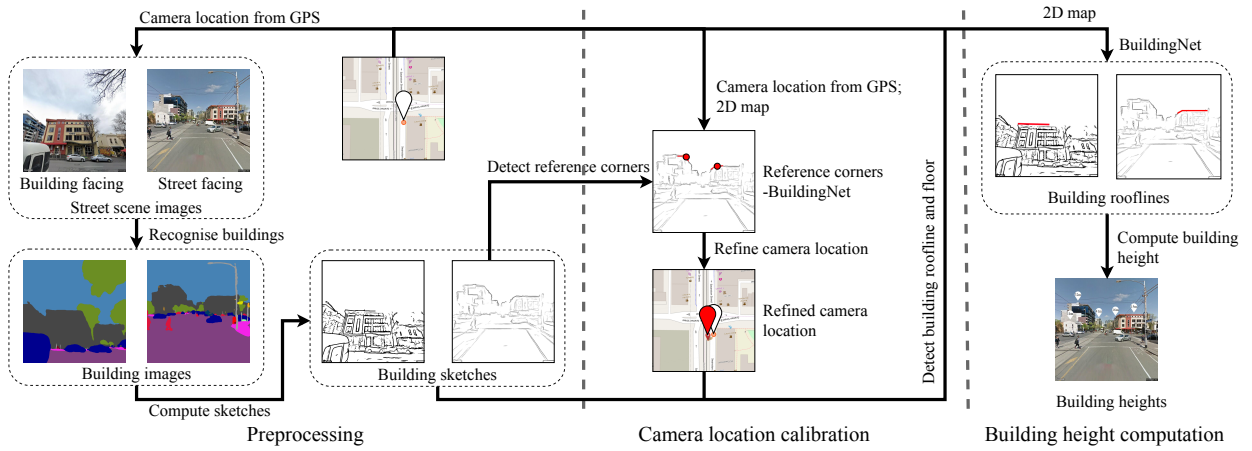 Camera location from GPS
2D map
BuildingNet
Camera location from GPS;
2D map
Building facing
Street facing
Street scene images
Detect reference corners
Reference corners
-BuildingNet
Detect building roofline and floor
Building rooflines
Recognise buildings
Refine camera location
Compute building
height
Refined camera
location
Building images
Building sketches
Compute sketches
Building heights
Preprocessing
Camera location calibration
Building height computation